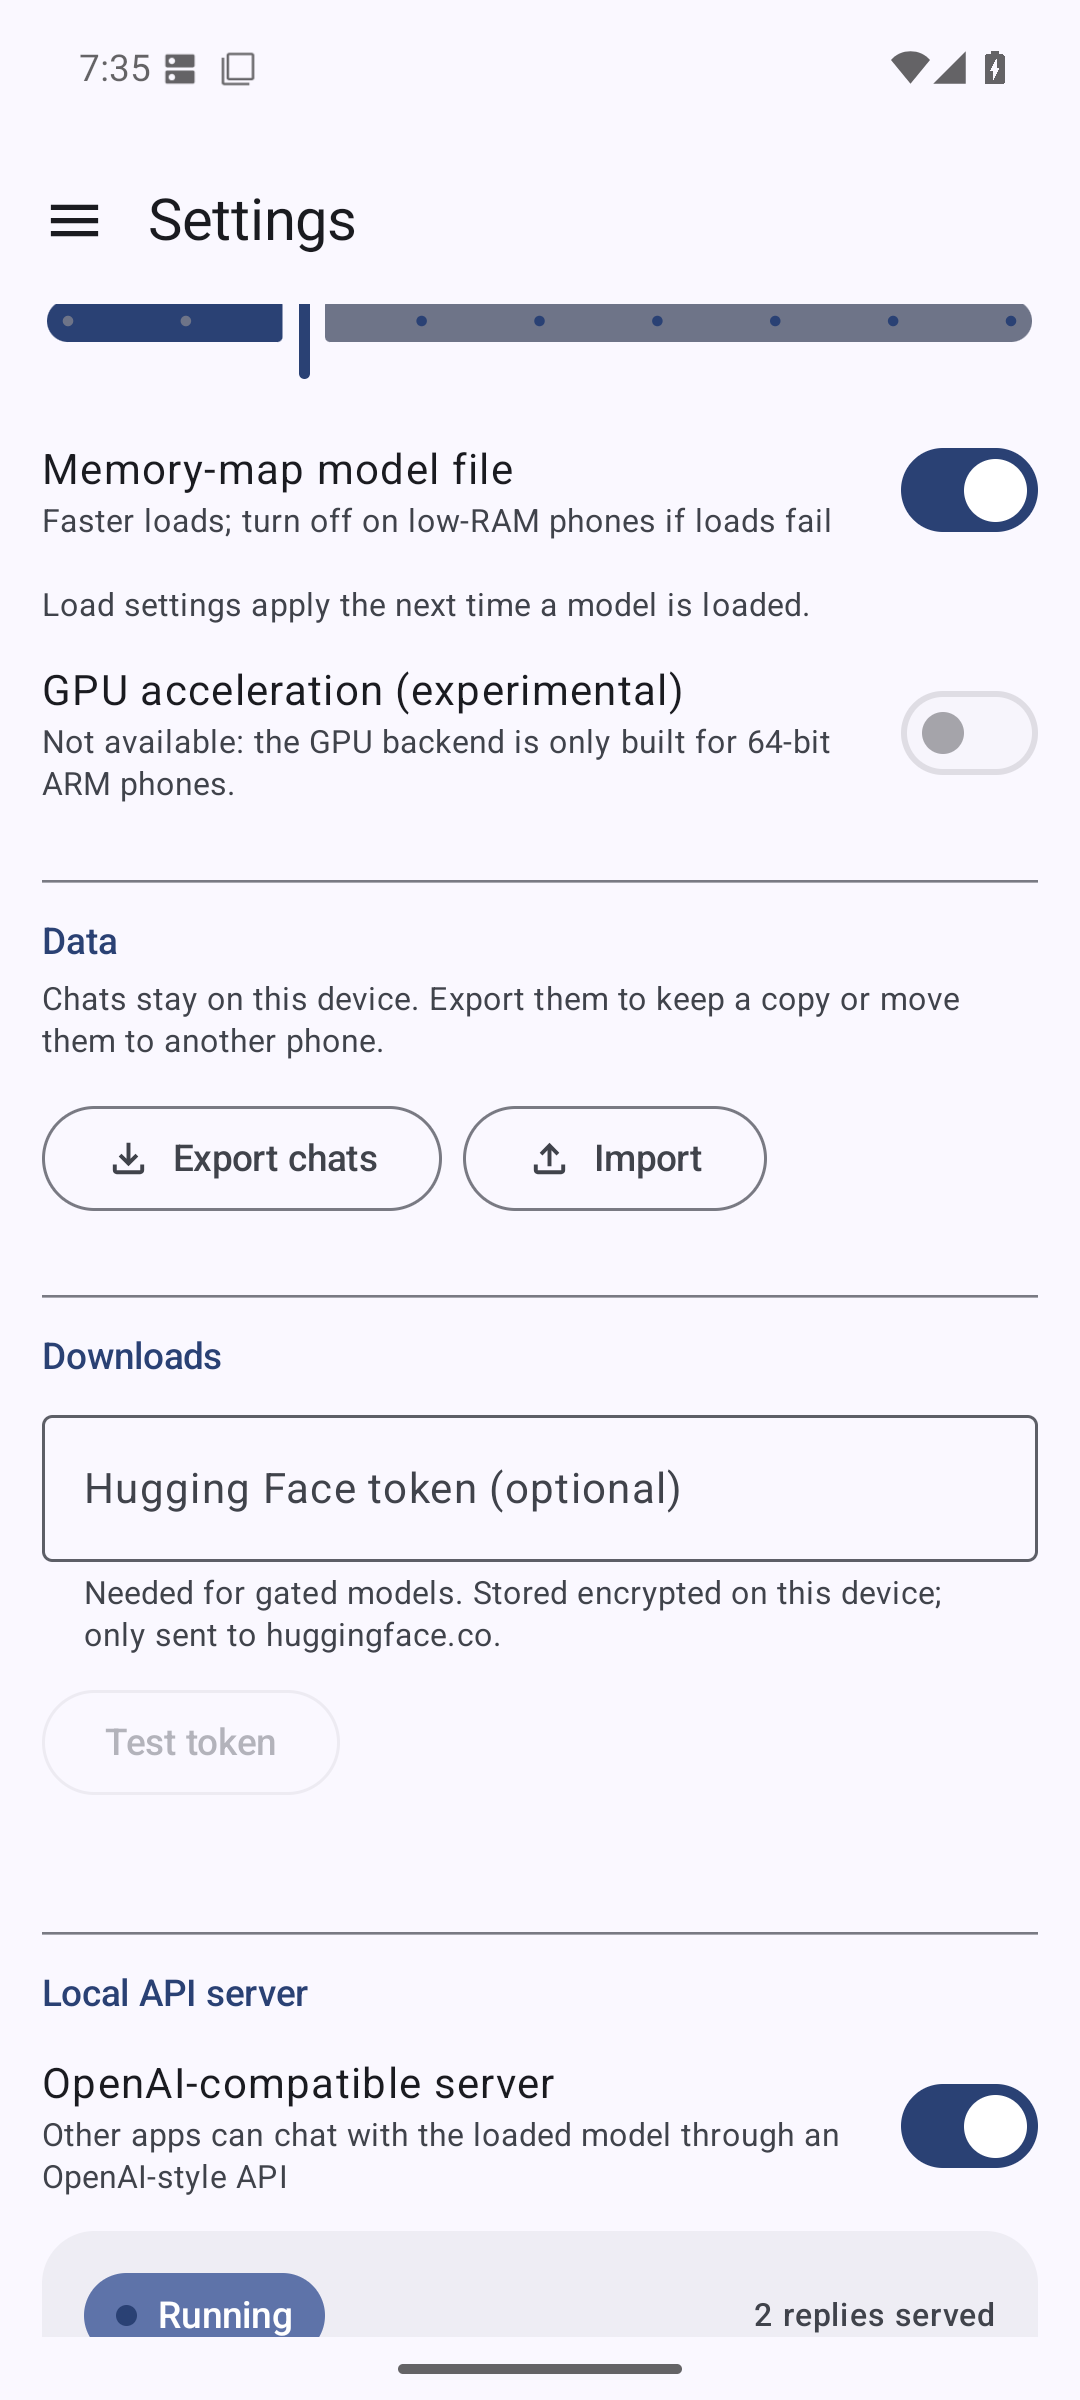 7:35
Settings
Memory-map model file
Faster loads; turn off on low-RAM phones if loads fail
Load settings apply the next time a model is loaded.
GPU acceleration (experimental)
Not available: the GPU backend is only built for 64-bit
ARM phones.
Data
Chats stay on this device. Export them to keep a copy or move
them to another phone.
Export chats
Import
Downloads
Hugging Face token (optional)
Needed for gated models. Stored encrypted on this device;
only sent to huggingface.co.
Test token
Local API server
OpenAI-compatible server
Other apps can chat with the loaded model through an
OpenAI-style API
Running
2 replies served